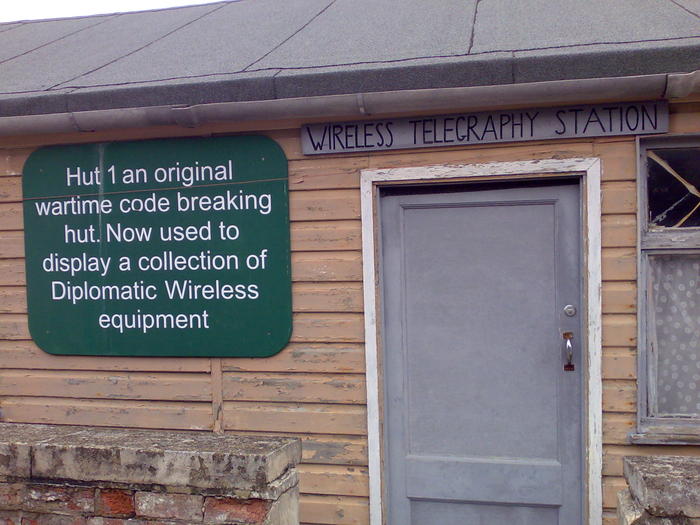 WIRELESS TELEGRAPHY STATION
Hut 1 an original
wartime code breaking
hut. Now used to
display a collection of
Diplomatic Wireless
equipment